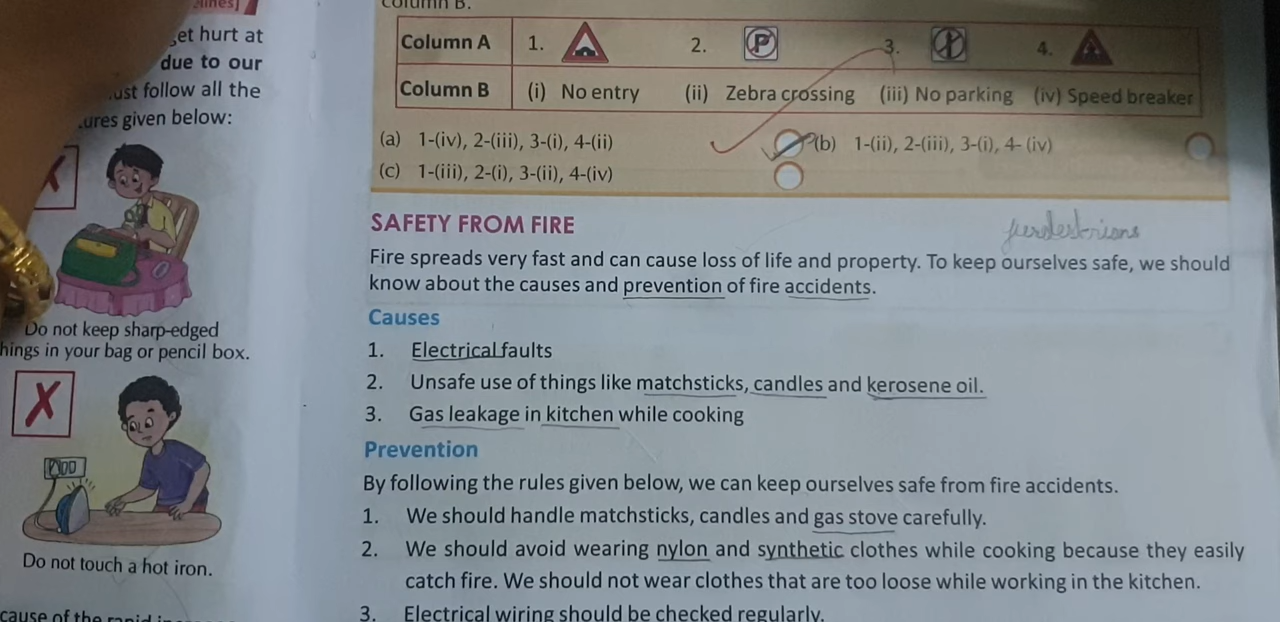 et hurt at
due to our
ust follow all the
ures given below:
Do not keep sharp-edged
hings in your bag or pencil box.
Do not touch a hot iron.
cause of the rapid
Column B.
Column A 1. 2. P 3. 4.
Column B (i) No entry (ii) Zebra crossing (iii) No parking (iv) Speed breaker
(a) 1-(iv), 2-(iii), 3-(i), 4-(ii) (b) 1-(ii), 2-(iii), 3-(i), 4- (iv)
(c) 1-(iii), 2-(i), 3-(ii), 4-(iv)
SAFETY FROM FIRE
Fire spreads very fast and can cause loss of life and property. To keep ourselves safe, we should
know about the causes and prevention of fire accidents.
Causes
1. Electrical faults
2. Unsafe use of things like matchsticks, candles and kerosene oil.
3. Gas leakage in kitchen while cooking
Prevention
By following the rules given below, we can keep ourselves safe from fire accidents.
1. We should handle matchsticks, candles and gas stove carefully.
2. We should avoid wearing nylon and synthetic clothes while cooking because they easily
catch fire. We should not wear clothes that are too loose while working in the kitchen.
3. Electrical wiring should be checked regularly.